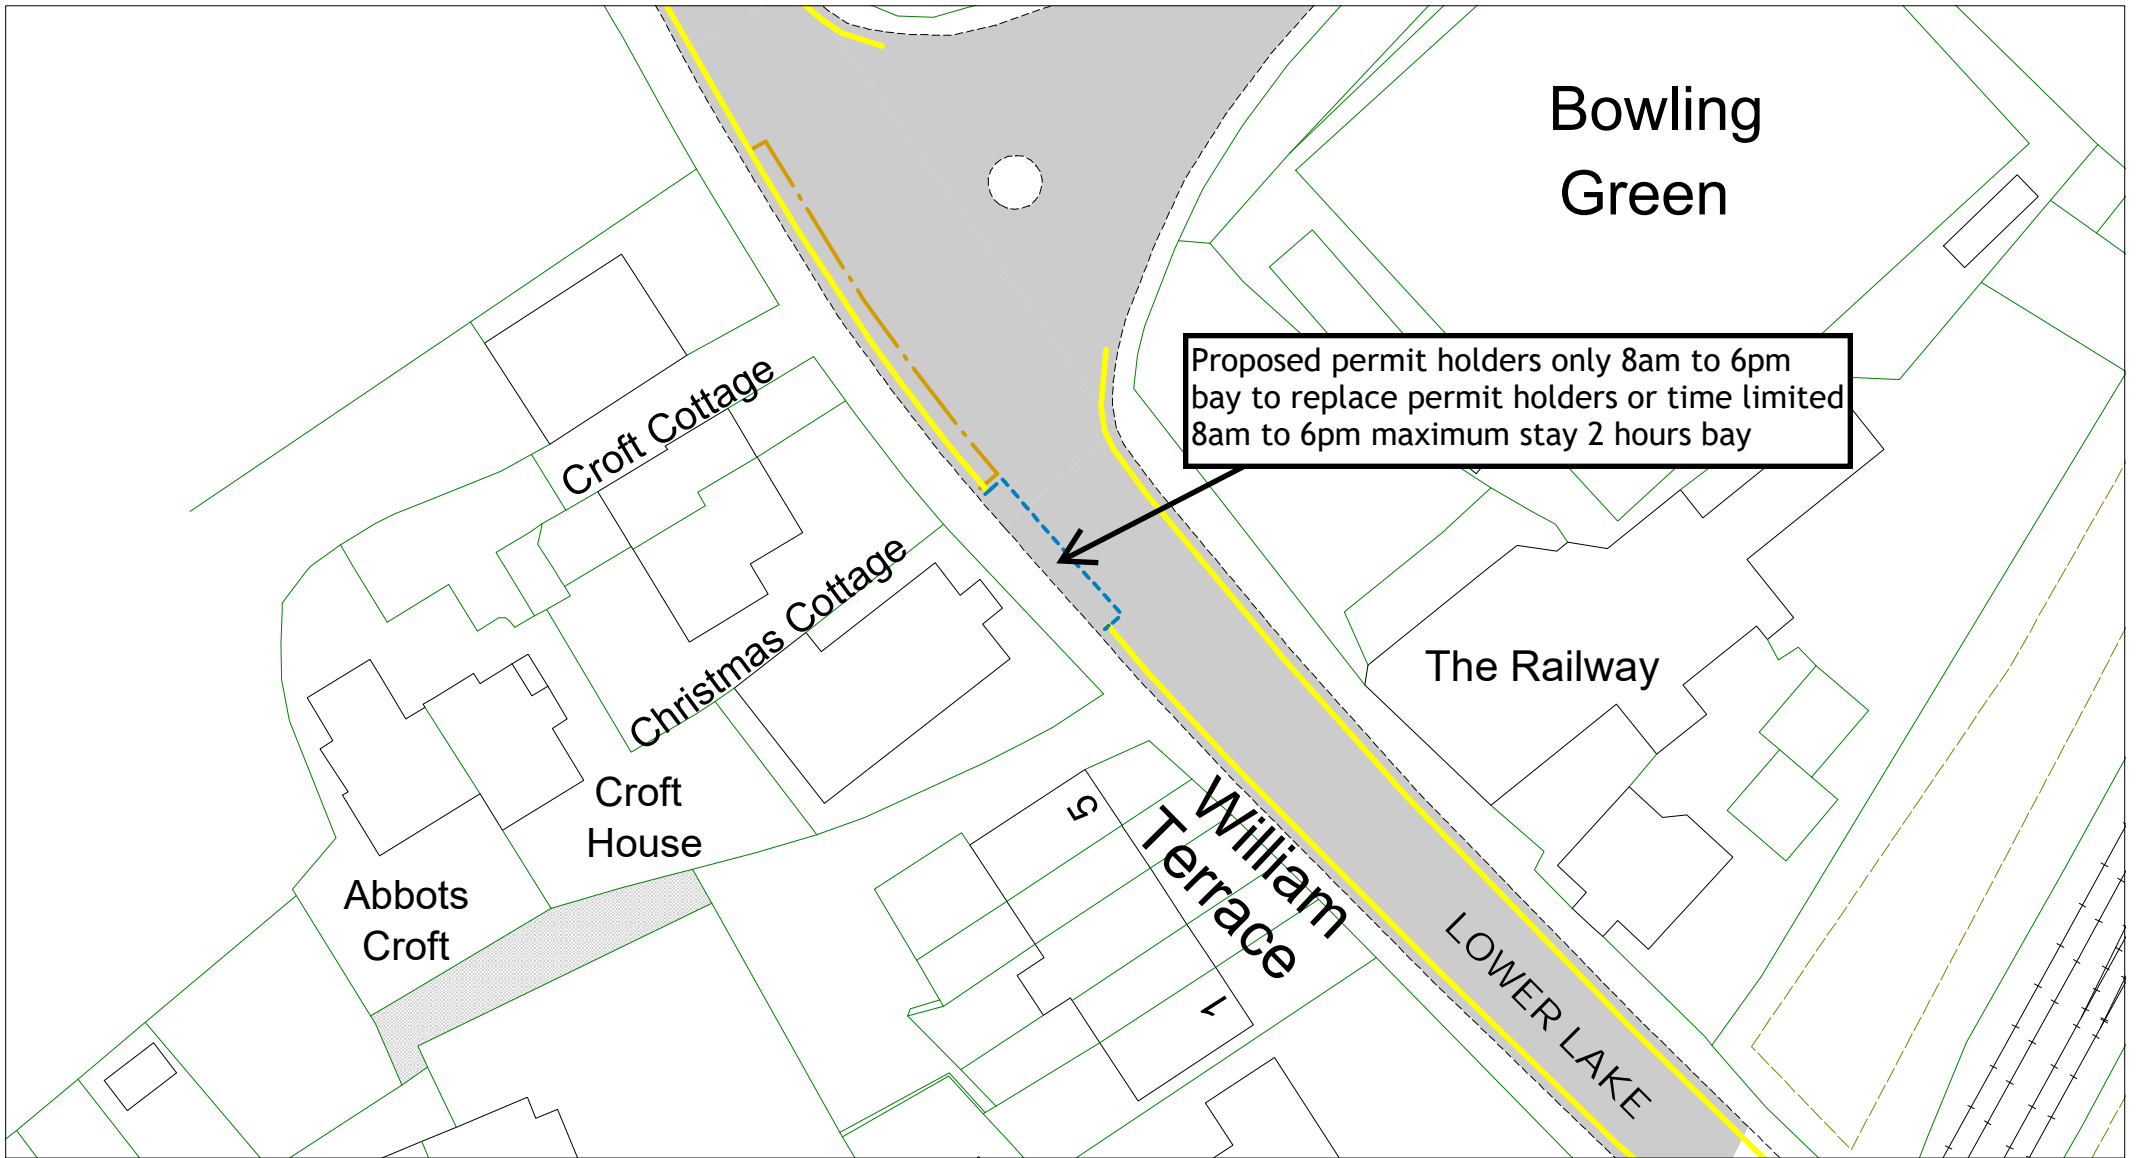 Bowling
Green
Proposed permit holders only 8am to 6pm
bay to replace permit holders or time limited
8am to 6pm maximum stay 2 hours bay
Croft Cottage
Christmas Cottage
The Railway
Croft
House
Abbots
Croft
5
William
Terrace
1
LOWER LAKE